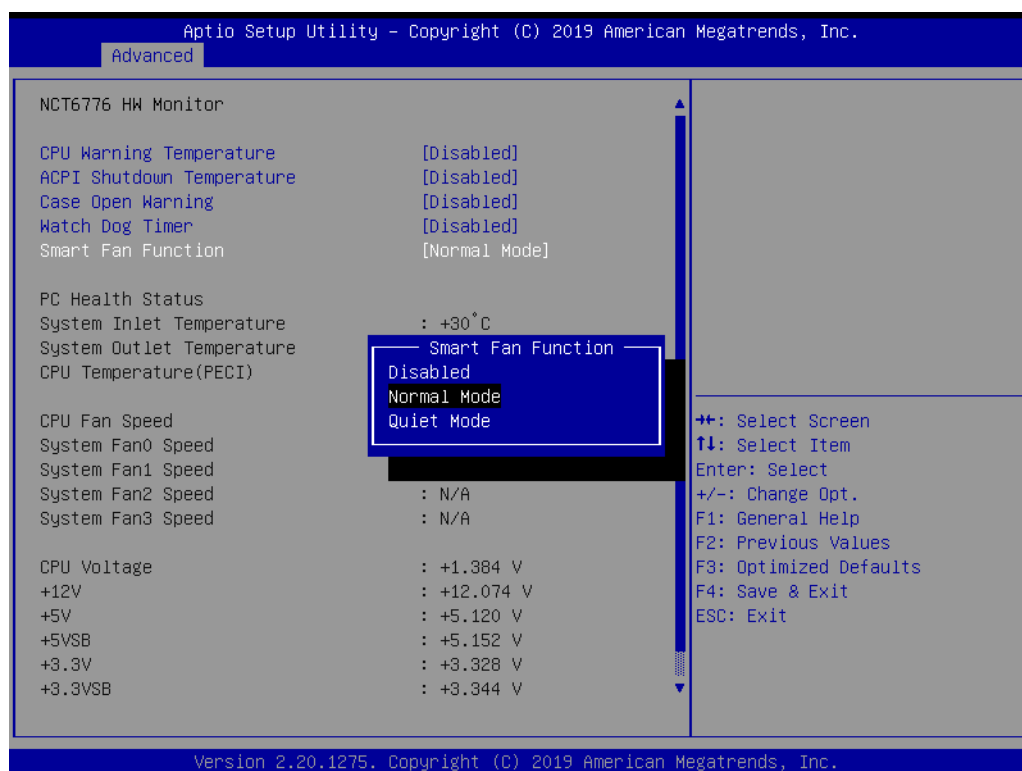 Aptio Setup Utility – Copyright (C) 2019 American Megatrends, Inc.
Advanced
NCT6776 HW Monitor
CPU Warning Temperature [Disabled]
ACPI Shutdown Temperature [Disabled]
Case Open Warning [Disabled]
Watch Dog Timer [Disabled]
Smart Fan Function [Normal Mode]
PC Health Status
System Inlet Temperature : +30°C
System Outlet Temperature
CPU Temperature(PECI)
Smart Fan Function
Disabled
Normal Mode
Quiet Mode
CPU Fan Speed
System Fan0 Speed
System Fan1 Speed
System Fan2 Speed : N/A
System Fan3 Speed : N/A
CPU Voltage : +1.384 V
+12V : +12.074 V
+5V : +5.120 V
+5VSB : +5.152 V
+3.3V : +3.328 V
+3.3VSB : +3.344 V
→←: Select Screen
↑↓: Select Item
Enter: Select
+/-: Change Opt.
F1: General Help
F2: Previous Values
F3: Optimized Defaults
F4: Save & Exit
ESC: Exit
Version 2.20.1275. Copyright (C) 2019 American Megatrends, Inc.